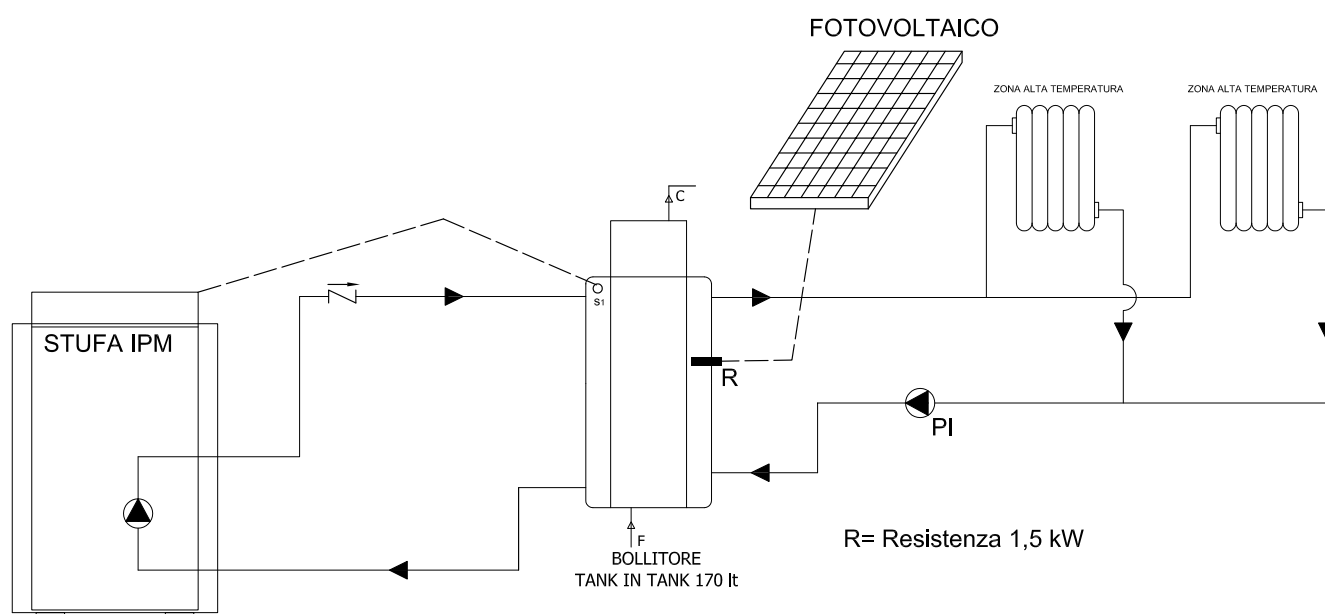 FOTOVOLTAICO
ZONA ALTA TEMPERATURA
ZONA ALTA TEMPERATURA
C
S1
STUFA IPM
R
PI
F
R= Resistenza 1,5 kW
BOLLITORE
TANK IN TANK 170 lt